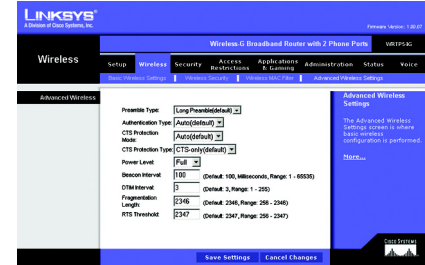 LINKSYS®
A Division of Cisco Systems, Inc.
Firmware Version: 1.00.07
Wireless-G Broadband Router with 2 Phone Ports WRTP54G
Wireless
Setup Wireless Security Access Restrictions Applications & Gaming Administration Status Voice
Basic Wireless Settings | Wireless Security | Wireless MAC Filter | Advanced Wireless Settings
Advanced Wireless
Preamble Type: Long Preamble(default)
Authentication Type: Auto(default)
CTS Protection Mode: Auto(default)
CTS Protection Type: CTS-only(default)
Power Level: Full
Beacon Interval: 100 (Default: 100, Milliseconds, Range: 1 - 65535)
DTIM Interval: 3 (Default: 3, Range: 1 - 255)
Fragmentation Length: 2346 (Default: 2346, Range: 256 - 2346)
RTS Threshold: 2347 (Default: 2347, Range: 256 - 2347)
Advanced Wireless Settings
The Advanced Wireless Settings screen is where basic wireless configuration is performed.
More...
Save Settings Cancel Changes
CISCO SYSTEMS